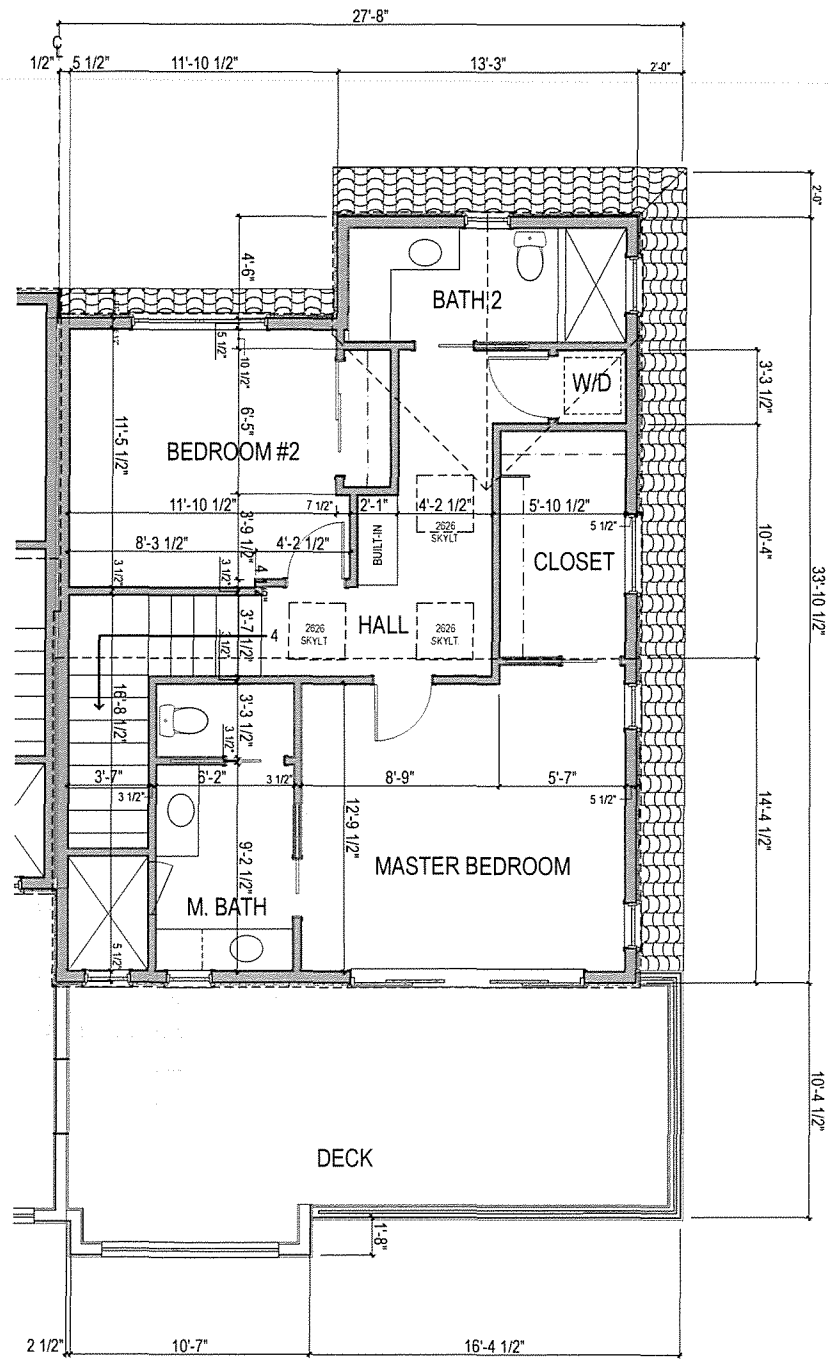 27'-8"
C L
1/2" 5 1/2" 11'-10 1/2" 13'-3" 2'-0"
2'-0"
4'-6"
BATH 2
5 1/2"
10 1/2"
W/D
3'-3 1/2"
11'-5 1/2"
6'-5"
BEDROOM #2
11'-10 1/2" 7 1/2" 2'-1" 4'-2 1/2" 5'-10 1/2"
3'-9 1/2"
5 1/2"
2626
SKYLT
BUILT-IN
10'-4"
8'-3 1/2" 4'-2 1/2"
CLOSET
3 1/2" 3 1/2"
33'-10 1/2"
3'-7 1/2"
2626
SKYLT.
HALL
2626
SKYLT.
4
3 1/2"
16'-8 1/2"
3'-3 1/2"
3 1/2"
3'-7" 6'-2" 3 1/2" 8'-9" 5'-7"
3 1/2" 5 1/2"
12'-9 1/2"
14'-4 1/2"
9'-2 1/2"
MASTER BEDROOM
M. BATH
5 1/2"
10'-4 1/2"
DECK
1'-8"
2 1/2" 10'-7" 16'-4 1/2"